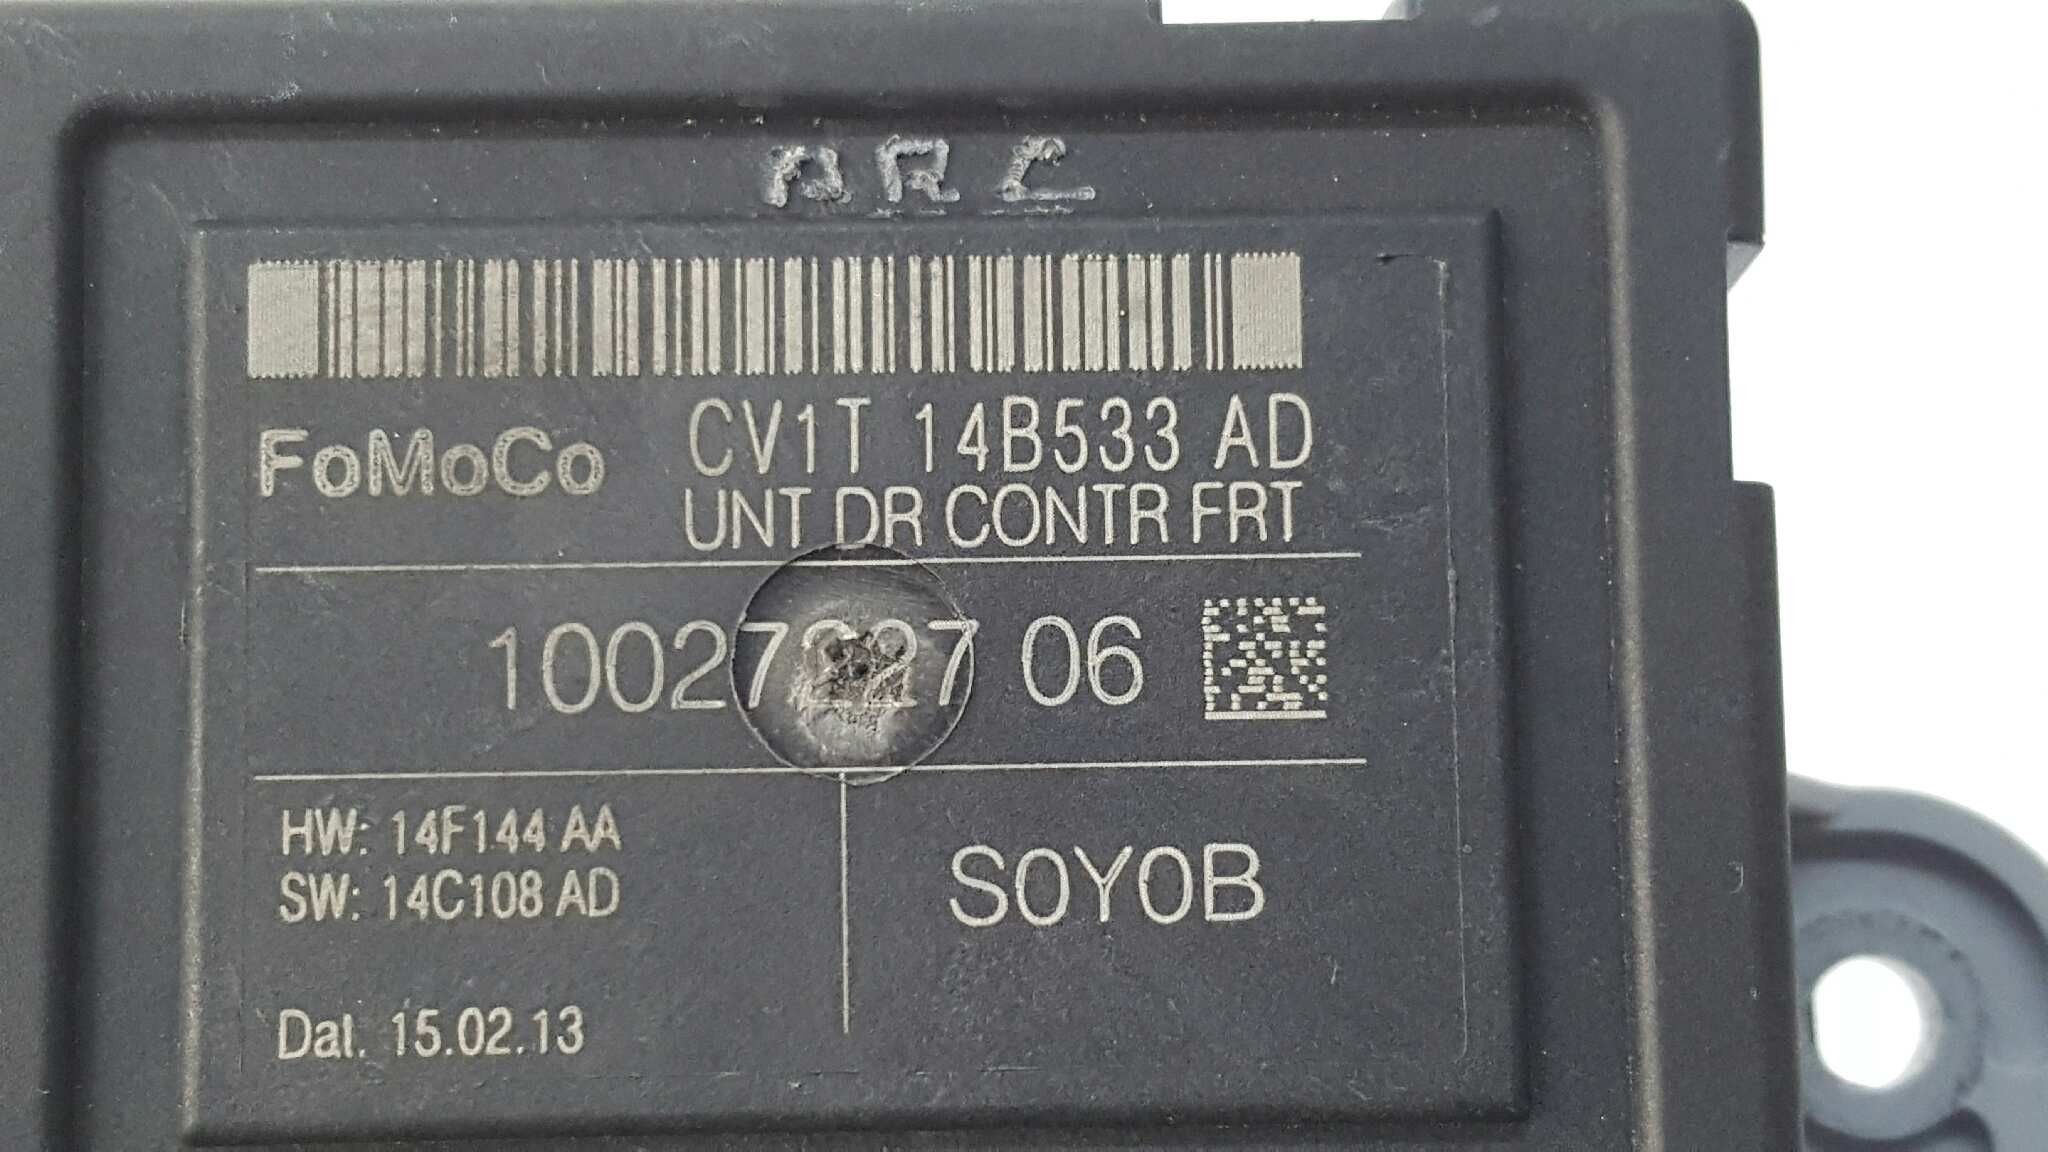 ARC
FoMoCo CV1T 14B533 AD
UNT DR CONTR FRT
10027227 06
HW: 14F144 AA
SW: 14C108 AD
S0Y0B
Dat. 15.02.13